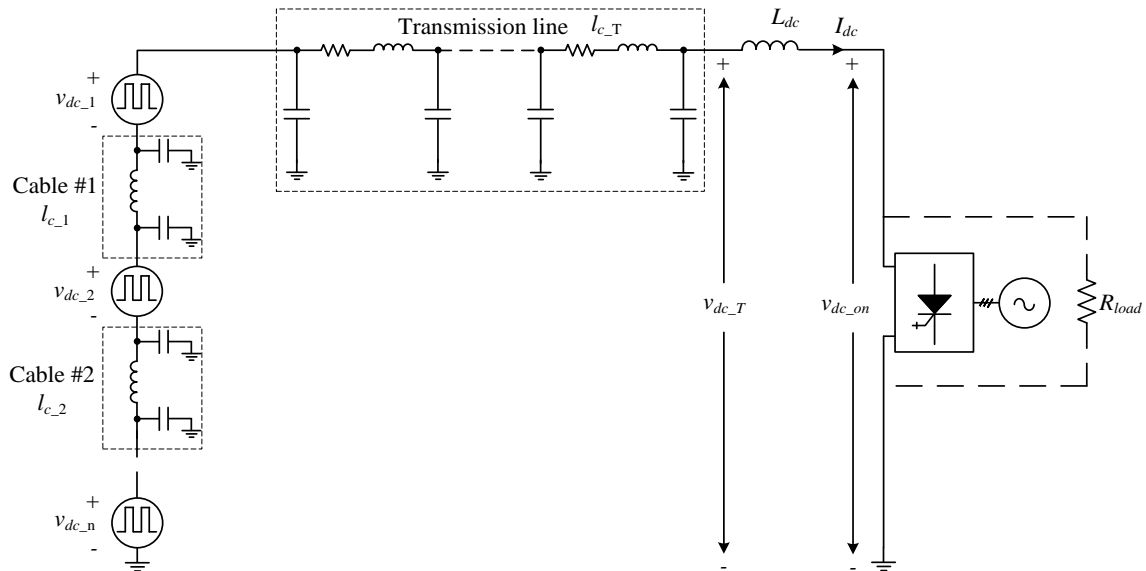 Transmission line
l_c_T
L_dc
I_dc
+
v_dc_1
-
+
+
Cable #1
l_c_1
+
v_dc_2
-
v_dc_T
v_dc_on
R_load
Cable #2
l_c_2
+
v_dc_n
-
-
-